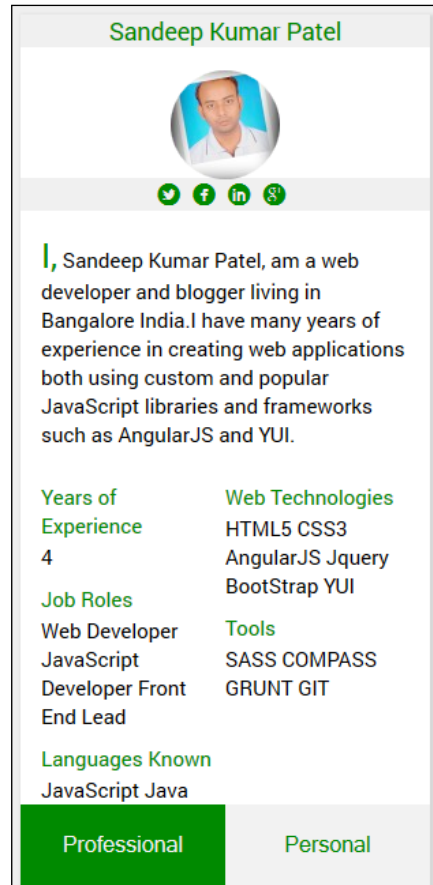 Sandeep Kumar Patel
I, Sandeep Kumar Patel, am a web
developer and blogger living in
Bangalore India.I have many years of
experience in creating web applications
both using custom and popular
JavaScript libraries and frameworks
such as AngularJS and YUI.
Years of
Experience
4
Job Roles
Web Developer
JavaScript
Developer Front
End Lead
Languages Known
JavaScript Java
Web Technologies
HTML5 CSS3
AngularJS Jquery
BootStrap YUI
Tools
SASS COMPASS
GRUNT GIT
Professional
Personal